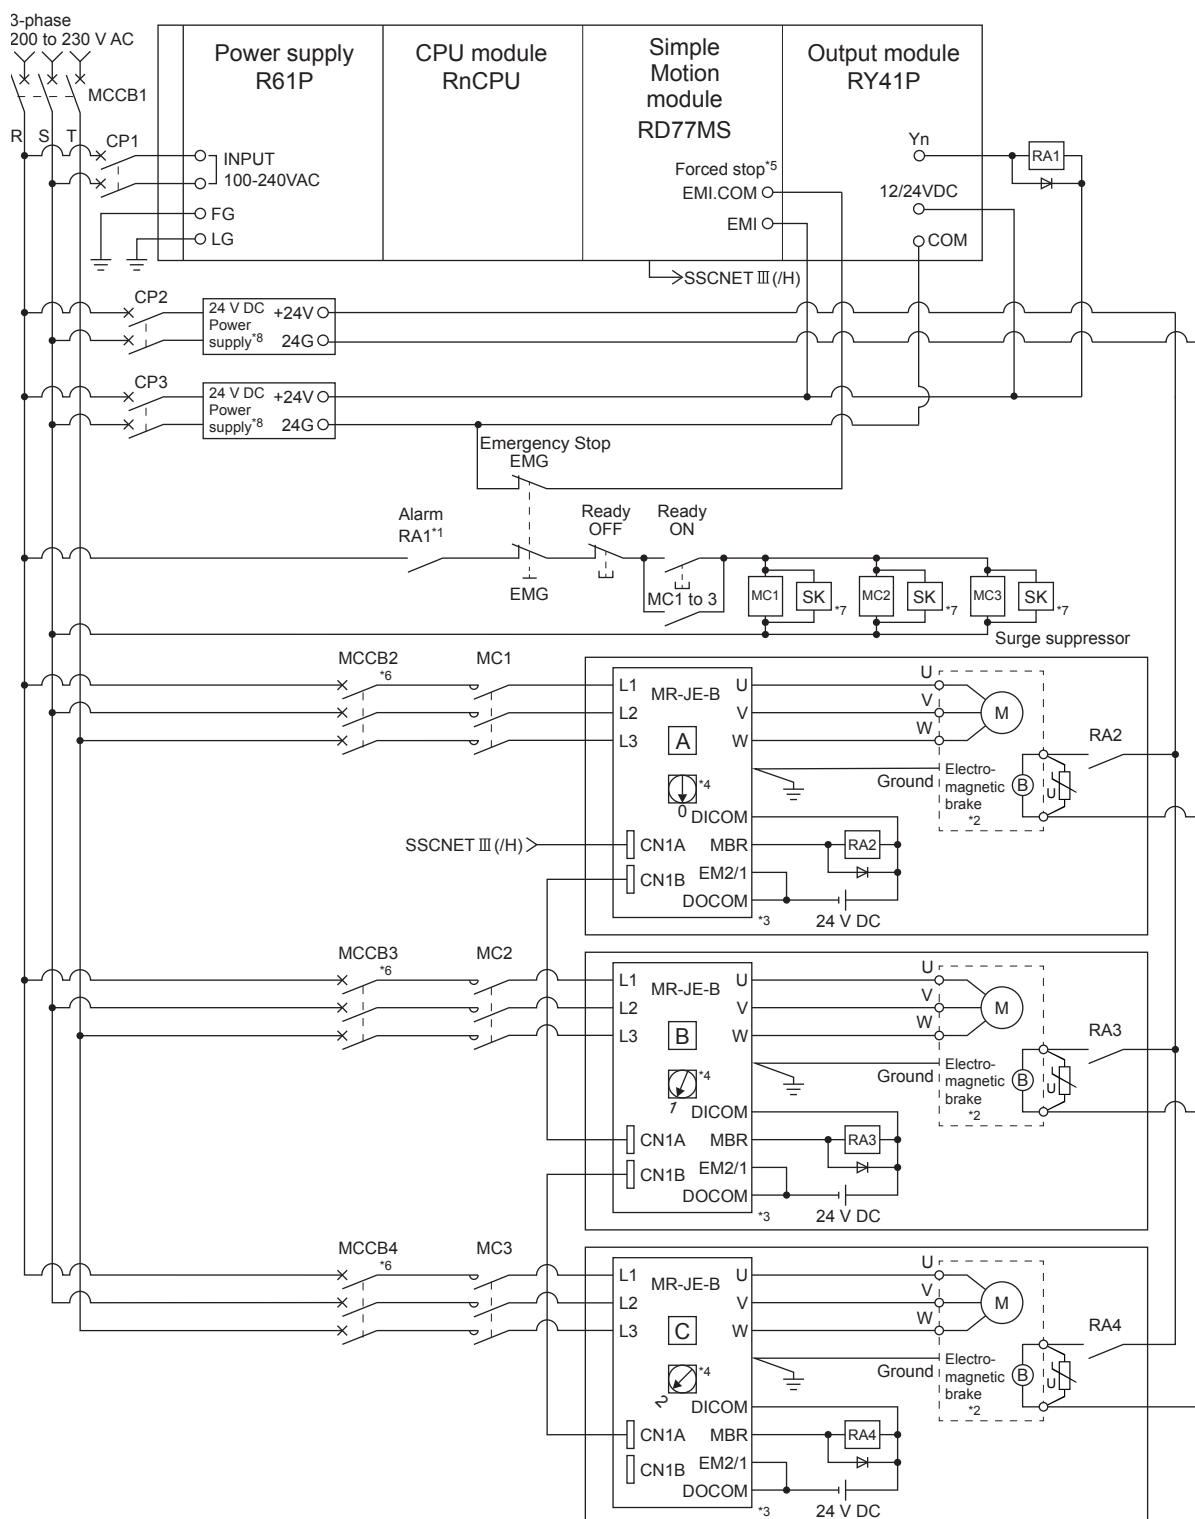 3-phase
200 to 230 V AC
MCCB1
R
S
T
CP1
Power supply
R61P
CPU module
RnCPU
Simple
Motion
module
RD77MS
Output module
RY41P
INPUT
100-240VAC
FG
LG
Forced stop*5
EMI.COM
EMI
Yn
12/24VDC
COM
RA1
SSCNET III (/H)
CP2
24 V DC
Power
supply*8
+24V
24G
CP3
24 V DC
Power
supply*8
+24V
24G
Emergency Stop
EMG
Alarm
RA1*1
EMG
Ready
OFF
Ready
ON
MC1 to 3
MC1
SK
*7
MC2
SK
*7
MC3
SK
*7
Surge suppressor
MCCB2
*6
MC1
L1
L2
L3
MR-JE-B
A
*4
0
U
V
W
U
V
W
M
RA2
Ground
Electro-
magnetic
brake
*2
B
U
DICOM
MBR
EM2/1
DOCOM
RA2
24 V DC
*3
SSCNET III (/H)
CN1A
CN1B
MCCB3
*6
MC2
L1
L2
L3
MR-JE-B
B
*4
1
U
V
W
U
V
W
M
RA3
Ground
Electro-
magnetic
brake
*2
B
U
DICOM
MBR
EM2/1
DOCOM
RA3
24 V DC
*3
CN1A
CN1B
MCCB4
*6
MC3
L1
L2
L3
MR-JE-B
C
*4
2
U
V
W
U
V
W
M
RA4
Ground
Electro-
magnetic
brake
*2
B
U
DICOM
MBR
EM2/1
DOCOM
RA4
24 V DC
*3
CN1A
CN1B